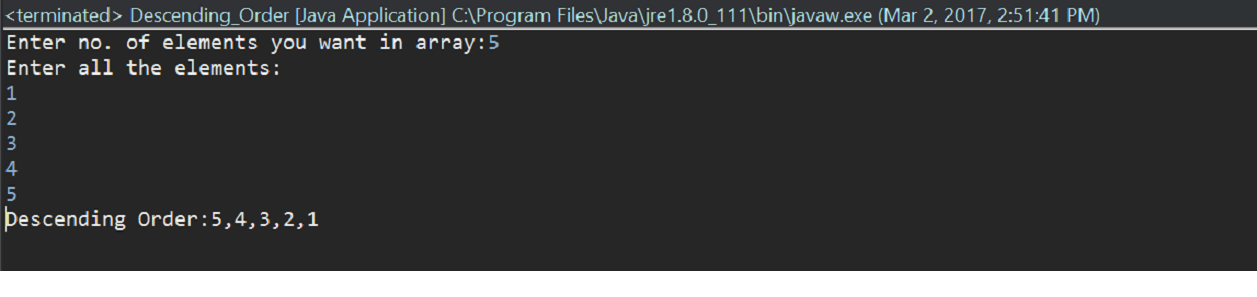 <terminated> Descending_Order [Java Application] C:\Program Files\Java\jre1.8.0_111\bin\javaw.exe (Mar 2, 2017, 2:51:41 PM)
Enter no. of elements you want in array:5
Enter all the elements:
1
2
3
4
5
Descending Order:5,4,3,2,1